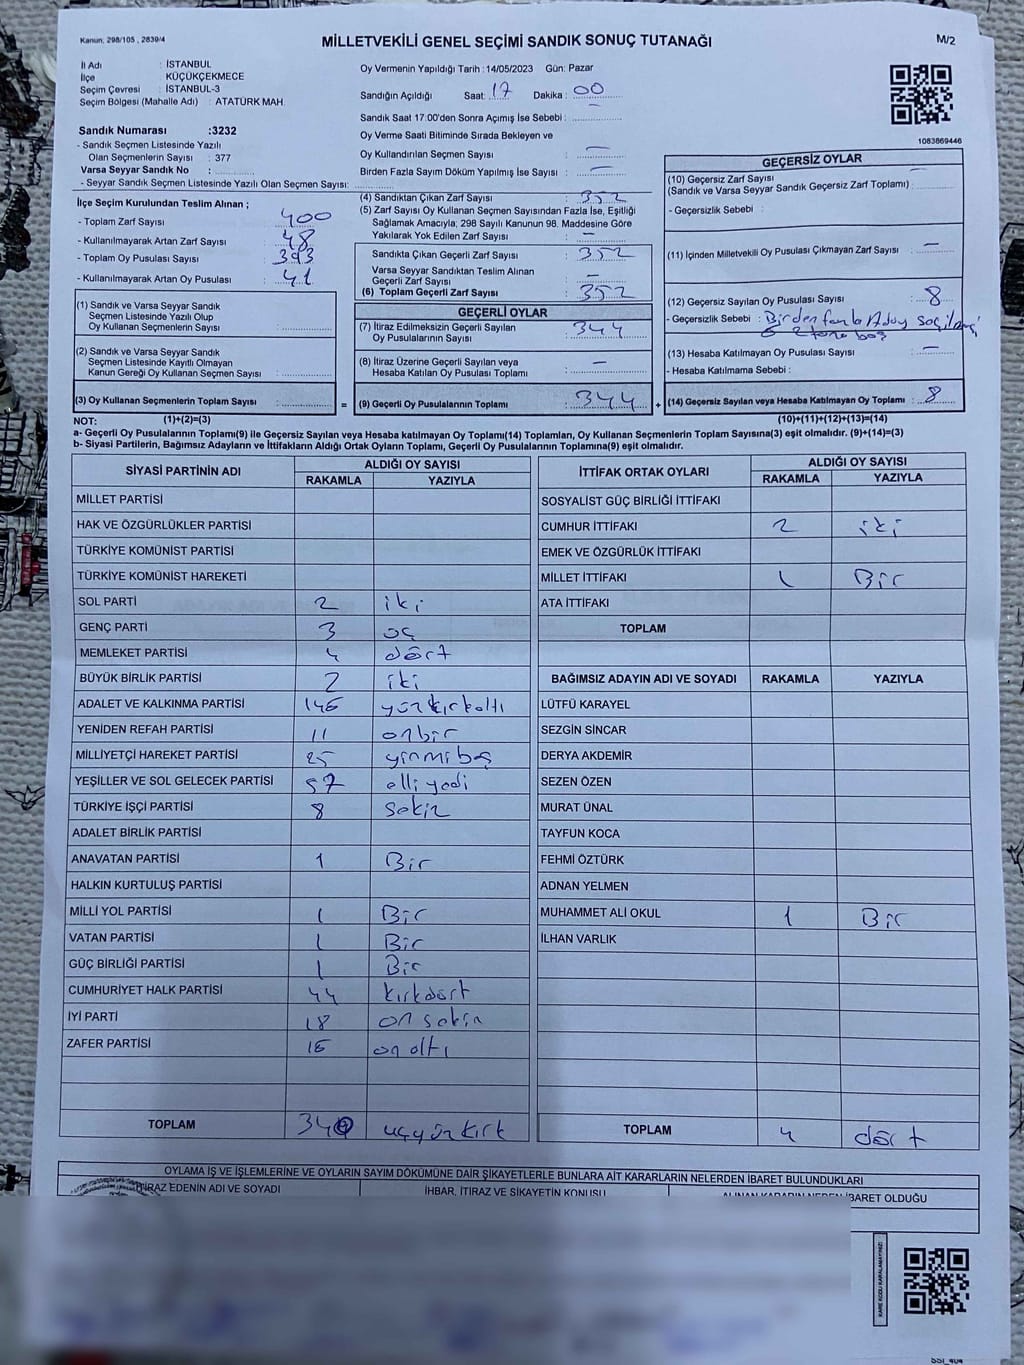 Kanun, 298/105 , 2839/4
MİLLETVEKİLİ GENEL SEÇİMİ SANDIK SONUÇ TUTANAĞI
M/2
İl Adı : İSTANBUL
İlçe : KÜÇÜKÇEKMECE
Seçim Çevresi : İSTANBUL-3
Seçim Bölgesi (Mahalle Adı) : ATATÜRK MAH.
Sandık Numarası :3232
- Sandık Seçmen Listesinde Yazılı
Olan Seçmenlerin Sayısı : 377
Varsa Seyyar Sandık No :
- Seyyar Sandık Seçmen Listesinde Yazılı Olan Seçmen Sayısı:
İlçe Seçim Kurulundan Teslim Alınan ;
- Toplam Zarf Sayısı : 400
- Kullanılmayarak Artan Zarf Sayısı : 48
- Toplam Oy Pusulası Sayısı : 393
- Kullanılmayarak Artan Oy Pusulası : 41
(1) Sandık ve Varsa Seyyar Sandık
Seçmen Listesinde Yazılı Olup
Oy Kullanan Seçmenlerin Sayısı :
(2) Sandık ve Varsa Seyyar Sandık
Seçmen Listesinde Kayıtlı Olmayan
Kanun Gereği Oy Kullanan Seçmen Sayısı :
(3) Oy Kullanan Seçmenlerin Toplam Sayısı :
Oy Vermenin Yapıldığı Tarih : 14/05/2023 Gün: Pazar
Sandığın Açıldığı Saat: 17 Dakika : 00
Sandık Saat 17:00'den Sonra Açımış İse Sebebi :
Oy Verme Saati Bitiminde Sırada Bekleyen ve
Oy Kullandırılan Seçmen Sayısı : —
Birden Fazla Sayım Döküm Yapılmış İse Sayısı : —
(4) Sandıktan Çıkan Zarf Sayısı : 352
(5) Zarf Sayısı Oy Kullanan Seçmen Sayısından Fazla İse, Eşitliği
Sağlamak Amacıyla; 298 Sayılı Kanunun 98. Maddesine Göre
Yakılarak Yok Edilen Zarf Sayısı : —
Sandıkta Çıkan Geçerli Zarf Sayısı : 352
Varsa Seyyar Sandıktan Teslim Alınan
Geçerli Zarf Sayısı : —
(6) Toplam Geçerli Zarf Sayısı : 352
GEÇERLİ OYLAR
(7) İtiraz Edilmeksizin Geçerli Sayılan
Oy Pusulalarının Sayısı : 344
(8) İtiraz Üzerine Geçerli Sayılan veya
Hesaba Katılan Oy Pusulası Toplamı : —
= (9) Geçerli Oy Pusulalarının Toplamı : 344 +
1083869446
GEÇERSİZ OYLAR
(10) Geçersiz Zarf Sayısı
(Sandık ve Varsa Seyyar Sandık Geçersiz Zarf Toplamı) :
- Geçersizlik Sebebi :
(11) İçinden Milletvekili Oy Pusulası Çıkmayan Zarf Sayısı : —
(12) Geçersiz Sayılan Oy Pusulası Sayısı : 8
- Geçersizlik Sebebi : Birden fazla Aday seçilmiş
6 2 tane boş
(13) Hesaba Katılmayan Oy Pusulası Sayısı : —
- Hesaba Katılmama Sebebi :
(14) Geçersiz Sayılan veya Hesaba Katılmayan Oy Toplamı : 8
NOT: (1)+(2)=(3) (10)+(11)+(12)+(13)=(14)
a- Geçerli Oy Pusulalarının Toplamı(9) ile Geçersiz Sayılan veya Hesaba katılmayan Oy Toplamı(14) Toplamları, Oy Kullanan Seçmenlerin Toplam Sayısına(3) eşit olmalıdır. (9)+(14)=(3)
b- Siyasi Partilerin, Bağımsız Adayların ve İttifakların Aldığı Ortak Oyların Toplamı, Geçerli Oy Pusulalarının Toplamına(9) eşit olmalıdır.
SİYASİ PARTİNİN ADI ALDIĞI OY SAYISI
RAKAMLA YAZIYLA
MİLLET PARTİSİ
HAK VE ÖZGÜRLÜKLER PARTİSİ
TÜRKİYE KOMÜNİST PARTİSİ
TÜRKİYE KOMÜNİST HAREKETİ
SOL PARTİ 2 iki
GENÇ PARTİ 3 üç
MEMLEKET PARTİSİ 4 dört
BÜYÜK BİRLİK PARTİSİ 2 iki
ADALET VE KALKINMA PARTİSİ 146 yüzkırkaltı
YENİDEN REFAH PARTİSİ 11 onbir
MİLLİYETÇİ HAREKET PARTİSİ 25 yirmi beş
YEŞİLLER VE SOL GELECEK PARTİSİ 57 elli yedi
TÜRKİYE İŞÇİ PARTİSİ 8 sekiz
ADALET BİRLİK PARTİSİ
ANAVATAN PARTİSİ 1 Bir
HALKIN KURTULUŞ PARTİSİ
MİLLİ YOL PARTİSİ 1 Bir
VATAN PARTİSİ 1 Bir
GÜÇ BİRLİĞİ PARTİSİ 1 Bir
CUMHURİYET HALK PARTİSİ 44 kırkdört
İYİ PARTİ 18 on sekiz
ZAFER PARTİSİ 16 on altı
TOPLAM 340 üçyüzkırk
İTTİFAK ORTAK OYLARI ALDIĞI OY SAYISI
RAKAMLA YAZIYLA
SOSYALİST GÜÇ BİRLİĞİ İTTİFAKI
CUMHUR İTTİFAKI 2 iki
EMEK VE ÖZGÜRLÜK İTTİFAKI
MİLLET İTTİFAKI 1 Bir
ATA İTTİFAKI
TOPLAM
BAĞIMSIZ ADAYIN ADI VE SOYADI RAKAMLA YAZIYLA
LÜTFÜ KARAYEL
SEZGİN SİNCAR
DERYA AKDEMİR
SEZEN ÖZEN
MURAT ÜNAL
TAYFUN KOCA
FEHMİ ÖZTÜRK
ADNAN YELMEN
MUHAMMET ALİ OKUL 1 Bir
İLHAN VARLIK
TOPLAM 4 dört
OYLAMA İŞ VE İŞLEMLERİNE VE OYLARIN SAYIM DÖKÜMÜNE DAİR ŞİKAYETLERLE BUNLARA AİT KARARLARIN NELERDEN İBARET BULUNDUKLARI
İTİRAZ EDENİN ADI VE SOYADI İHBAR, İTİRAZ VE ŞİKAYETİN KONUSU ALINAN KARARIN NEDEN İBARET OLDUĞU
KARE KODU KARALAMAYINIZ!